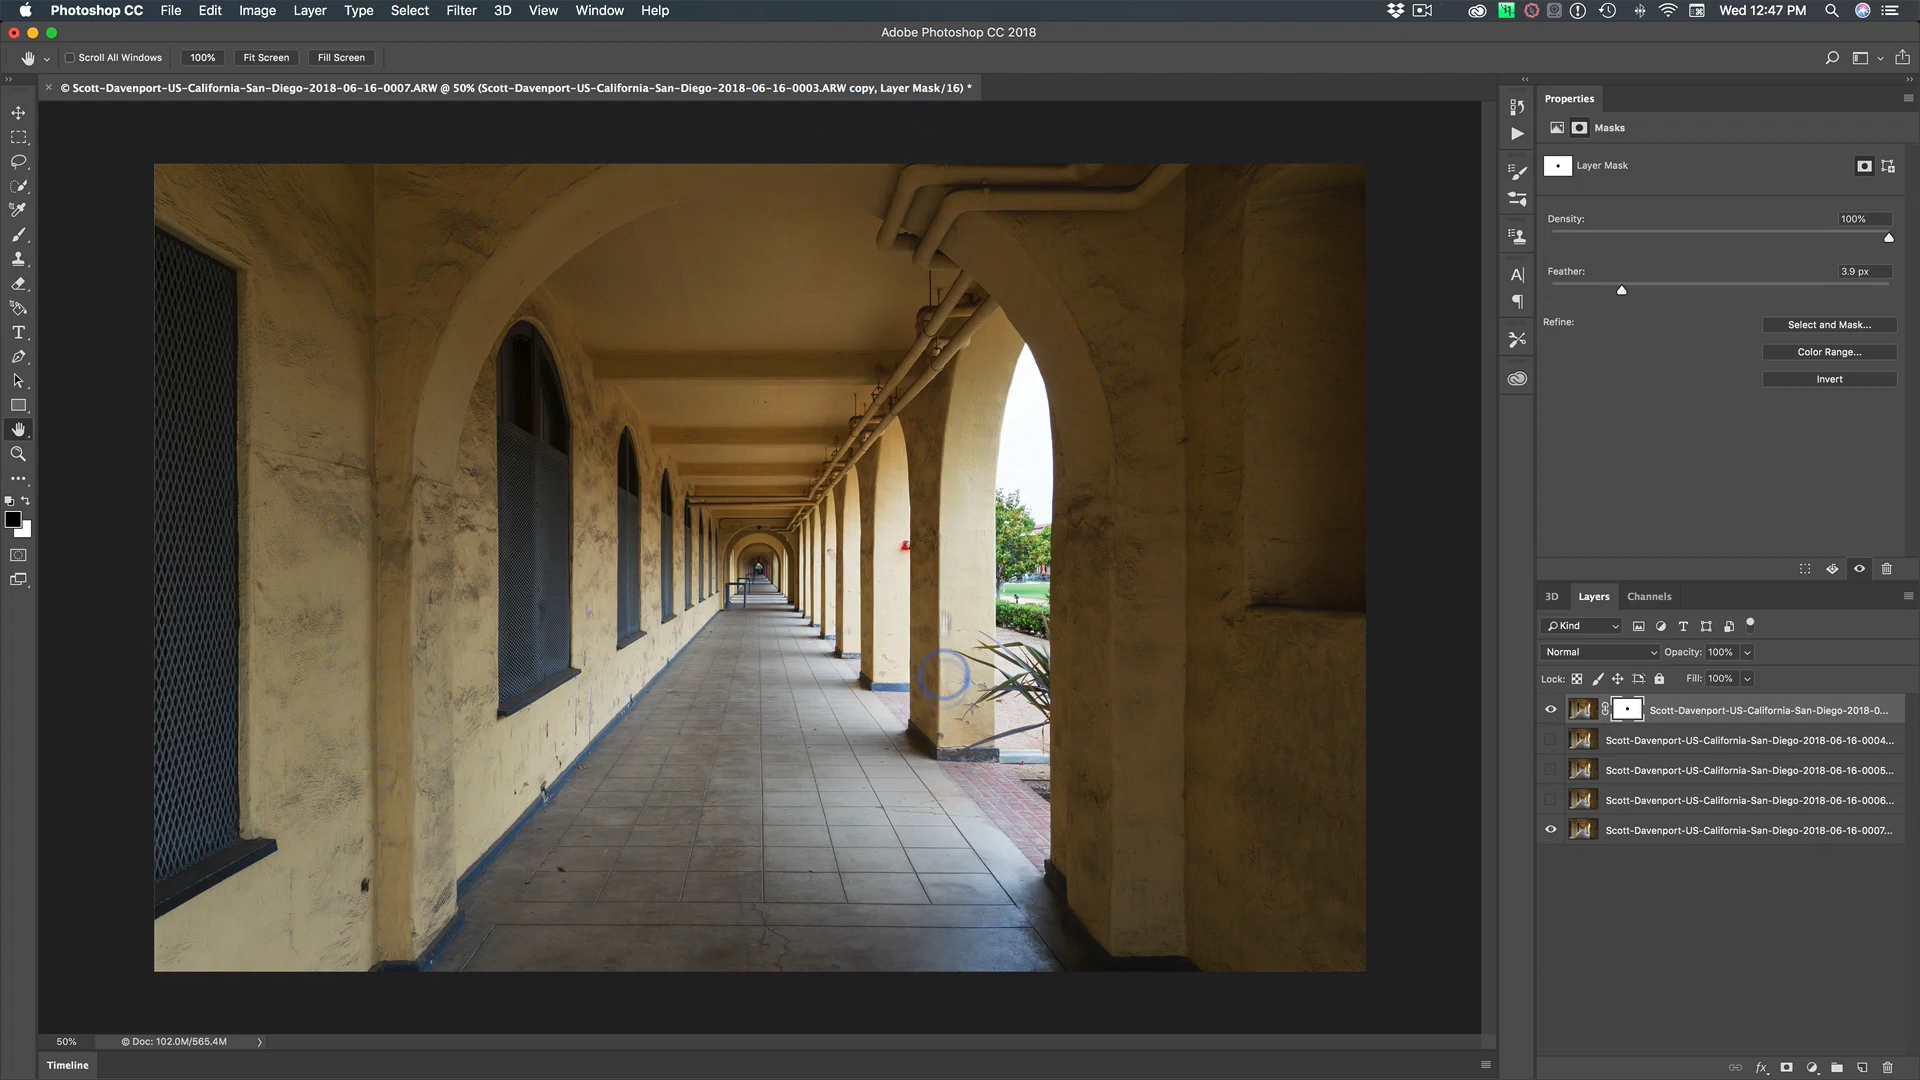 Photoshop CC File Edit Image Layer Type Select Filter 3D View Window Help Wed 12:47 PM
Adobe Photoshop CC 2018
Scroll All Windows 100% Fit Screen Fill Screen
× © Scott-Davenport-US-California-San-Diego-2018-06-16-0007.ARW @ 50% (Scott-Davenport-US-California-San-Diego-2018-06-16-0003.ARW copy, Layer Mask/16) *
Properties
Masks
Layer Mask
Density: 100%
Feather: 3.9 px
Refine: Select and Mask...
Color Range...
Invert
3D Layers Channels
Kind
Normal Opacity: 100%
Lock: Fill: 100%
Scott-Davenport-US-California-San-Diego-2018-0...
Scott-Davenport-US-California-San-Diego-2018-06-16-0004...
Scott-Davenport-US-California-San-Diego-2018-06-16-0005...
Scott-Davenport-US-California-San-Diego-2018-06-16-0006...
Scott-Davenport-US-California-San-Diego-2018-06-16-0007...
50% © Doc: 102.0M/565.4M
Timeline
fx